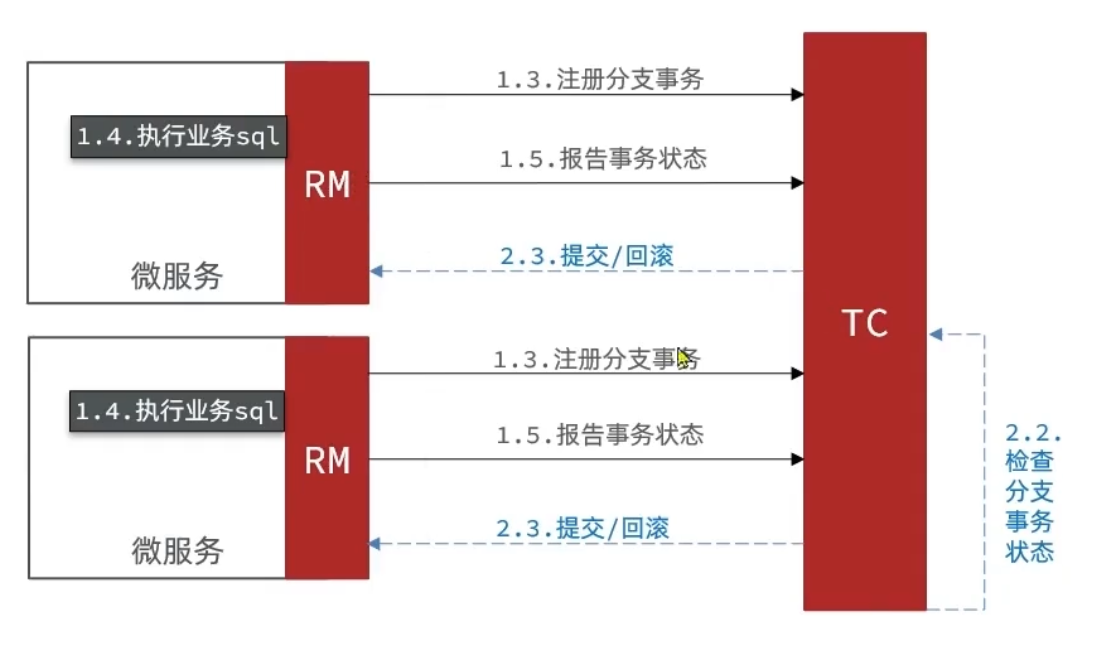 1.3.注册分支事务
1.4.执行业务sql
1.5.报告事务状态
RM
2.3.提交/回滚
微服务
TC
1.3.注册分支事务
1.4.执行业务sql
1.5.报告事务状态
RM
2.2.
检查
分支
事务
状态
2.3.提交/回滚
微服务